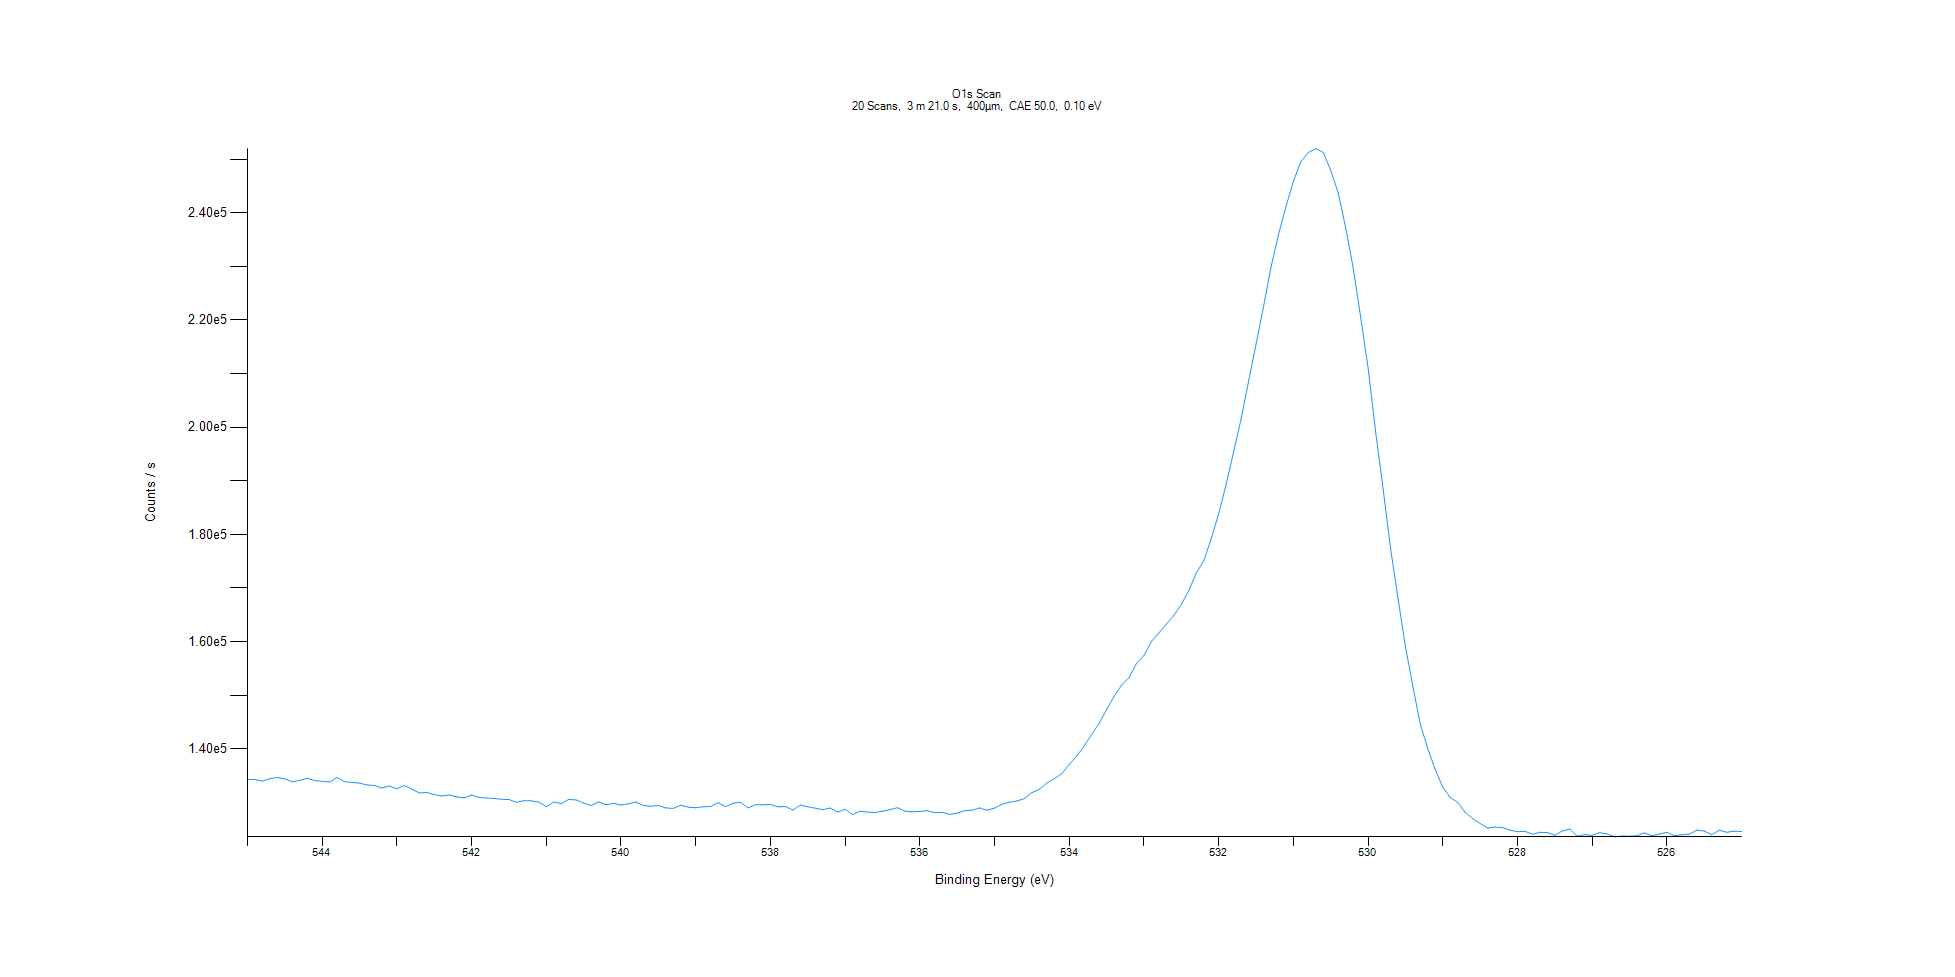 O1s Scan
20 Scans, 3 m 21.0 s, 400µm, CAE 50.0, 0.10 eV
2.40e5
2.20e5
2.00e5
1.80e5
1.60e5
1.40e5
Counts / s
544 542 540 538 536 534 532 530 528 526
Binding Energy (eV)